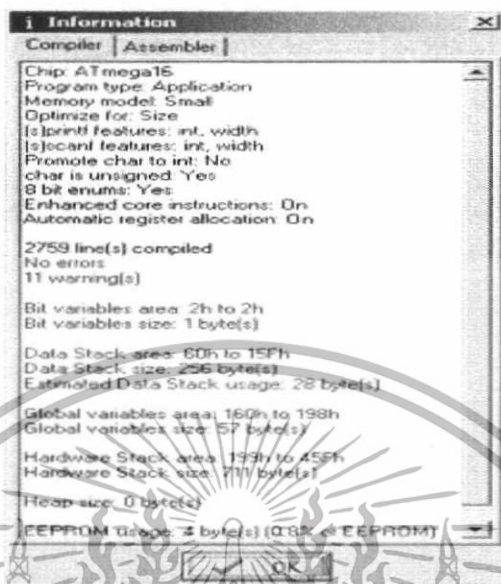 i Information
Compiler Assembler
Chip: ATmega16
Program type: Application
Memory model: Small
Optimize for: Size
(s)printf features: int, width
(s)scanf features: int, width
Promote char to int: No
char is unsigned: Yes
8 bit enums: Yes
Enhanced core instructions: On
Automatic register allocation: On
2759 line(s) compiled
No errors
11 warning(s)
Bit variables area: 2h to 2h
Bit variables size: 1 byte(s)
Data Stack area: 60h to 15Fh
Data Stack size: 256 byte(s)
Estimated Data Stack usage: 28 byte(s)
Global variables area: 160h to 198h
Global variables size: 57 byte(s)
Hardware Stack area: 199h to 45Fh
Hardware Stack size: 711 byte(s)
Heap size: 0 byte(s)
EEPROM usage: 4 byte(s) (0.8% of EEPROM)
OK